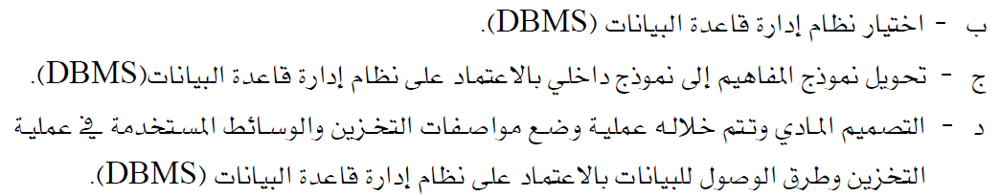 ب - اختيار نظام إدارة قاعدة البيانات (DBMS).
ج - تحويل نموذج المفاهيم إلى نموذج داخلي بالاعتماد على نظام إدارة قاعدة البيانات(DBMS).
د - التصميم المادي وتتم خلاله عملية وضع مواصفات التخزين والوسائط المستخدمة في عملية
التخزين وطرق الوصول للبيانات بالاعتماد على نظام إدارة قاعدة البيانات (DBMS).